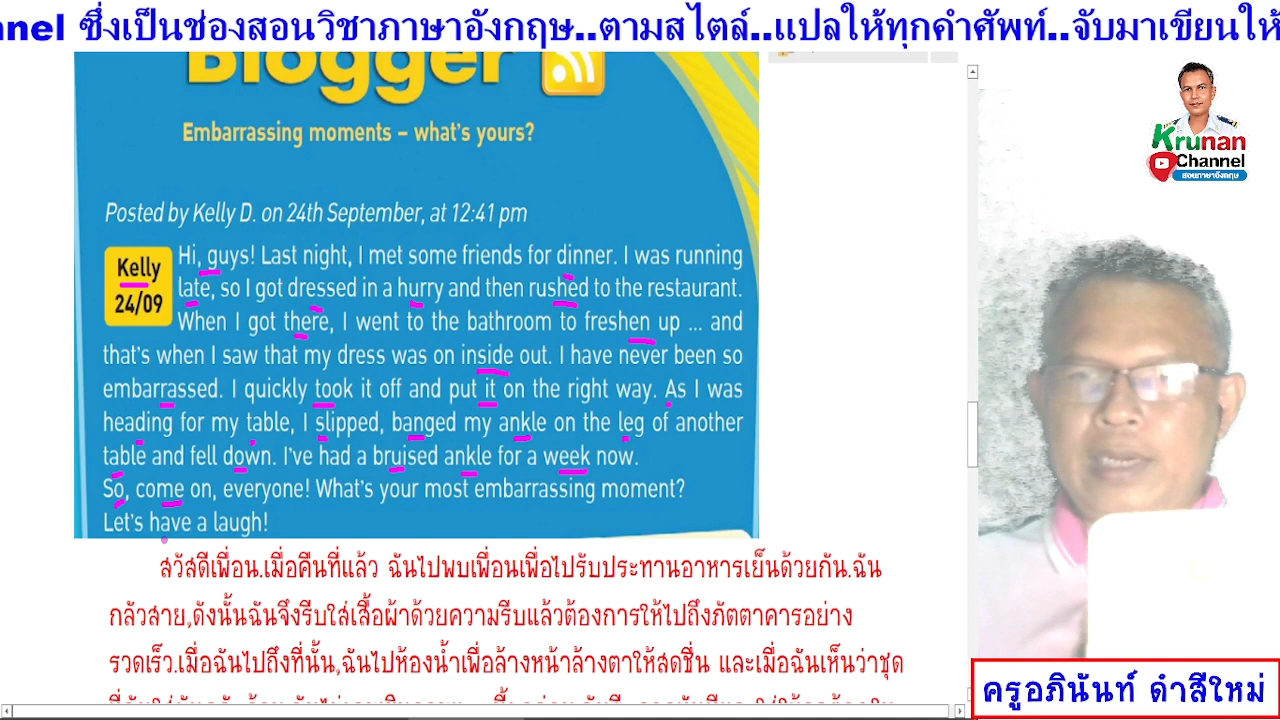 nnel ซึ่งเป็นช่องสอนวิชาภาษาอังกฤษ..ตามสไตล์..แปลให้ทุกคำศัพท์..จับมาเขียนให้
Blogger
Embarrassing moments – what's yours?
Posted by Kelly D. on 24th September, at 12:41 pm
Kelly
24/09
Hi, guys! Last night, I met some friends for dinner. I was running
late, so I got dressed in a hurry and then rushed to the restaurant.
When I got there, I went to the bathroom to freshen up ... and
that's when I saw that my dress was on inside out. I have never been so
embarrassed. I quickly took it off and put it on the right way. As I was
heading for my table, I slipped, banged my ankle on the leg of another
table and fell down. I've had a bruised ankle for a week now.
So, come on, everyone! What's your most embarrassing moment?
Let's have a laugh!
สวัสดีเพื่อน.เมื่อคืนที่แล้ว ฉันไปพบเพื่อนเพื่อไปรับประทานอาหารเย็นด้วยกัน.ฉัน
กลัวสาย,ดังนั้นฉันจึงรีบใส่เสื้อผ้าด้วยความรีบแล้วต้องการให้ไปถึงภัตตาคารอย่าง
รวดเร็ว.เมื่อฉันไปถึงที่นั้น,ฉันไปห้องน้ำเพื่อล้างหน้าล้างตาให้สดชื่น และเมื่อฉันเห็นว่าชุด
Krunan
Channel
สอนภาษาอังกฤษ
ครูอภินันท์ ดำสีใหม่